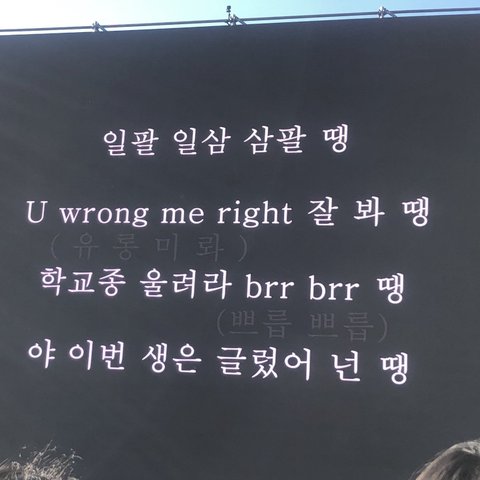 일팔 일삼 삼팔 땡
U wrong me right 잘 봐 땡
(유 롱 미 롸)
학교종 울려라 brr brr 땡
(쁘릅 쁘릅)
야 이번 생은 글렀어 넌 땡